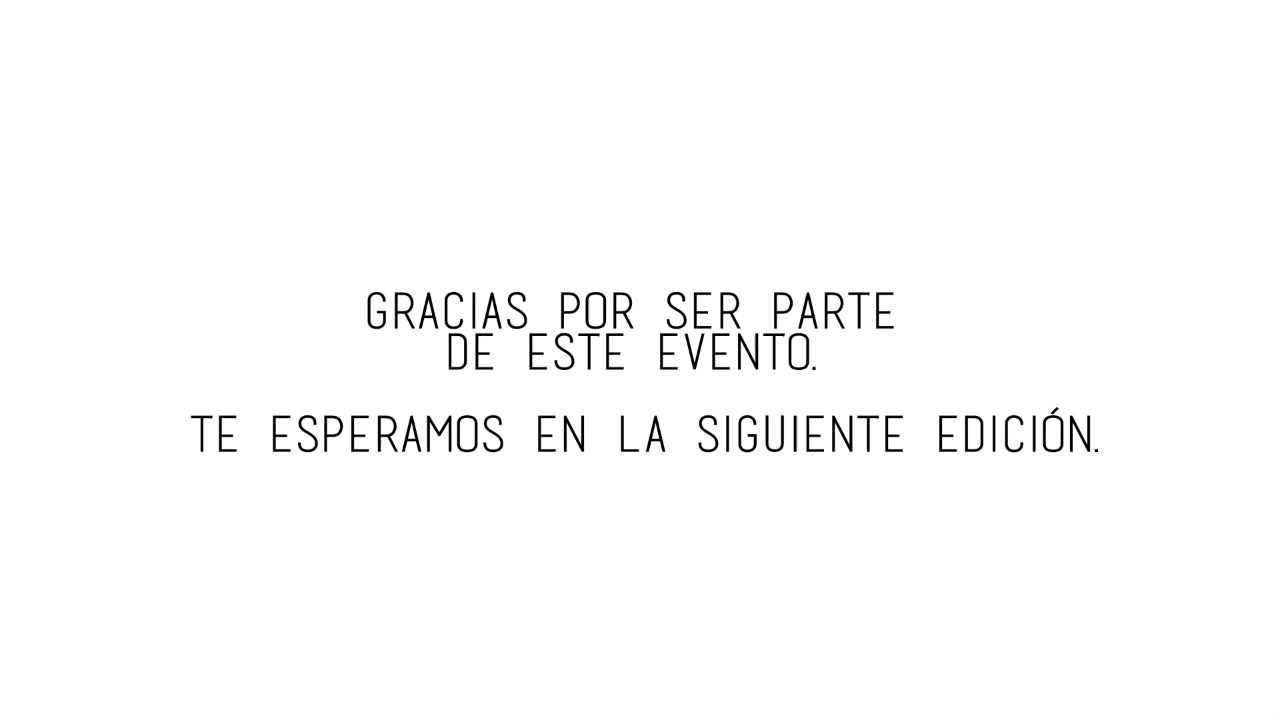 GRACIAS POR SER PARTE
DE ESTE EVENTO.
TE ESPERAMOS EN LA SIGUIENTE EDICIÓN.